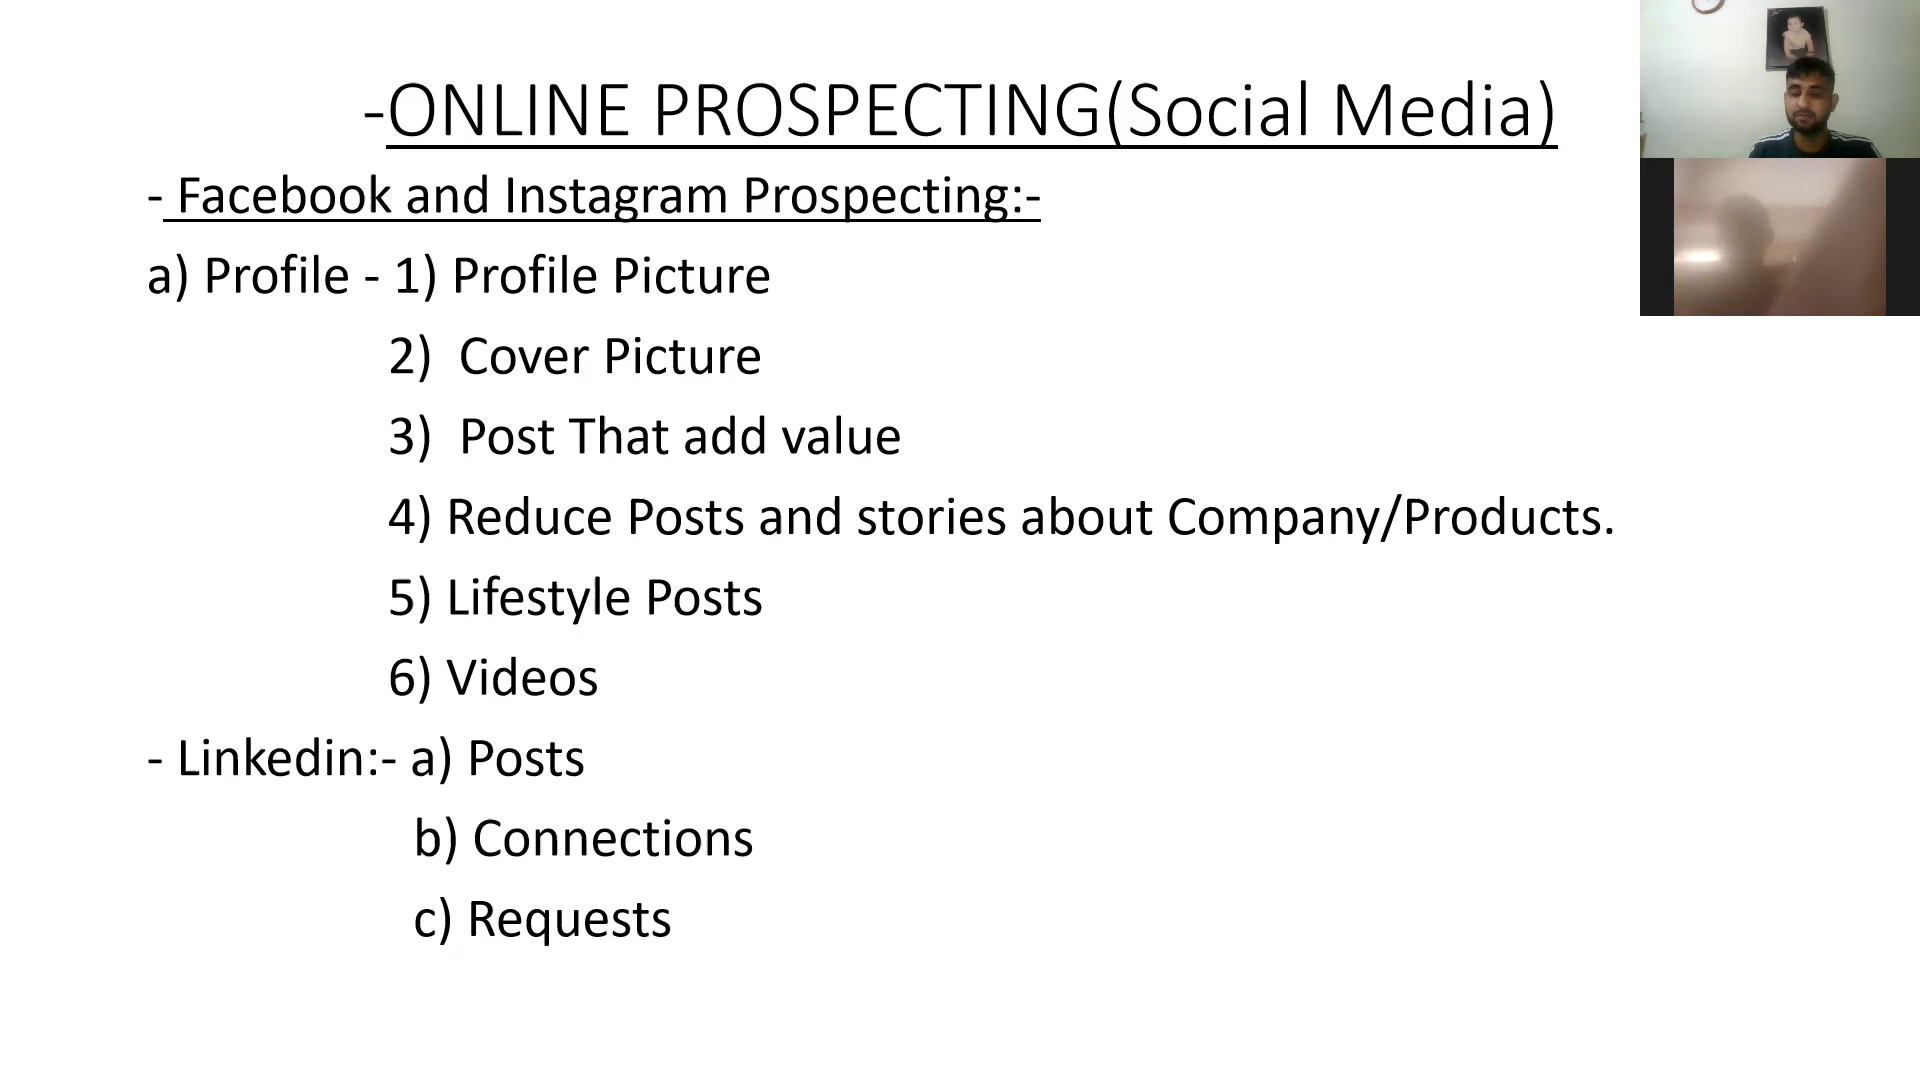 -ONLINE PROSPECTING(Social Media)
- Facebook and Instagram Prospecting:-
a) Profile - 1) Profile Picture
2) Cover Picture
3) Post That add value
4) Reduce Posts and stories about Company/Products.
5) Lifestyle Posts
6) Videos
- Linkedin:- a) Posts
b) Connections
c) Requests